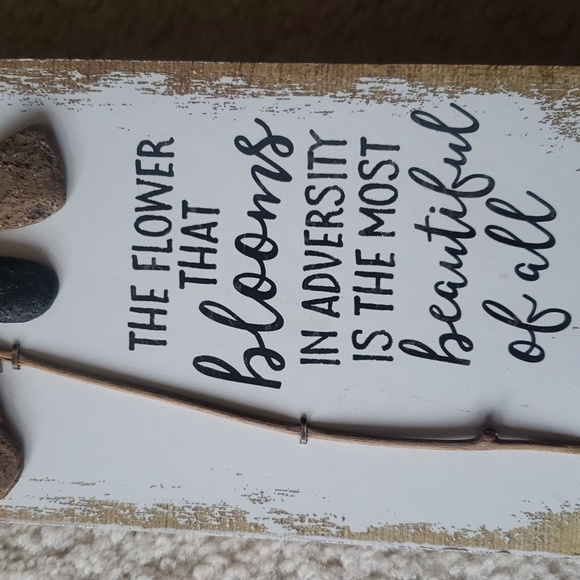 THE FLOWER
THAT
blooms
IN ADVERSITY
IS THE MOST
beautiful
of all